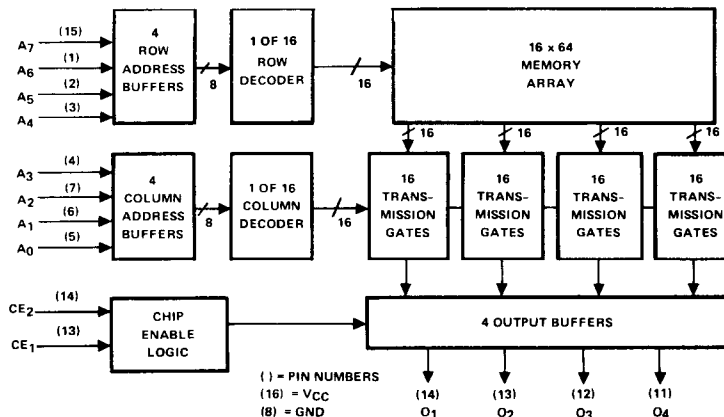 A7 (15)
A6 (1)
A5 (2)
A4 (3)
4
ROW
ADDRESS
BUFFERS
8
1 OF 16
ROW
DECODER
16
16 x 64
MEMORY
ARRAY
16
16
16
16
A3 (4)
A2 (7)
A1 (6)
A0 (5)
4
COLUMN
ADDRESS
BUFFERS
8
1 OF 16
COLUMN
DECODER
16
16
TRANS-
MISSION
GATES
16
TRANS-
MISSION
GATES
16
TRANS-
MISSION
GATES
16
TRANS-
MISSION
GATES
CE2 (14)
CE1 (13)
CHIP
ENABLE
LOGIC
4 OUTPUT BUFFERS
( ) = PIN NUMBERS
(16) = VCC
(8) = GND
(14)
O1
(13)
O2
(12)
O3
(11)
O4